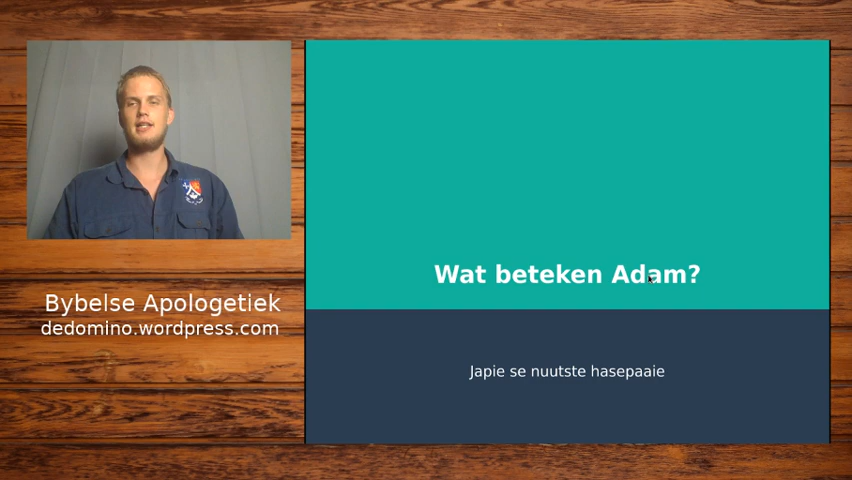 Bybelse Apologetiek
dedomino.wordpress.com
Wat beteken Adam?
Japie se nuutste hasepaaie